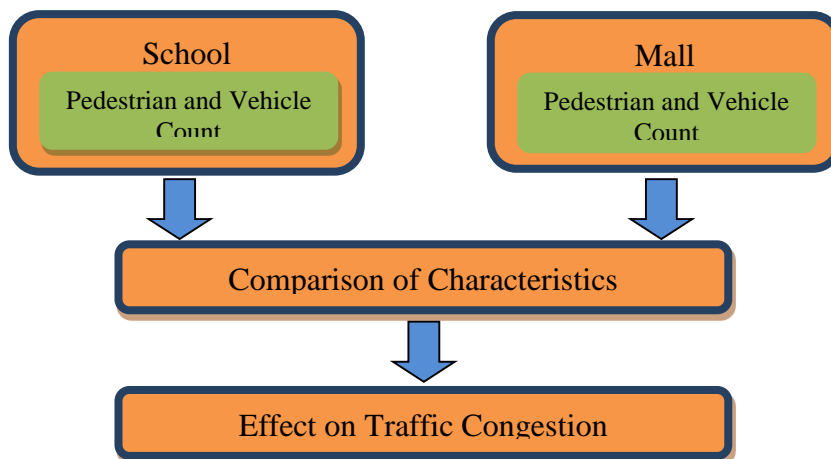 School
Pedestrian and Vehicle
Count
Mall
Pedestrian and Vehicle
Count
Comparison of Characteristics
Effect on Traffic Congestion